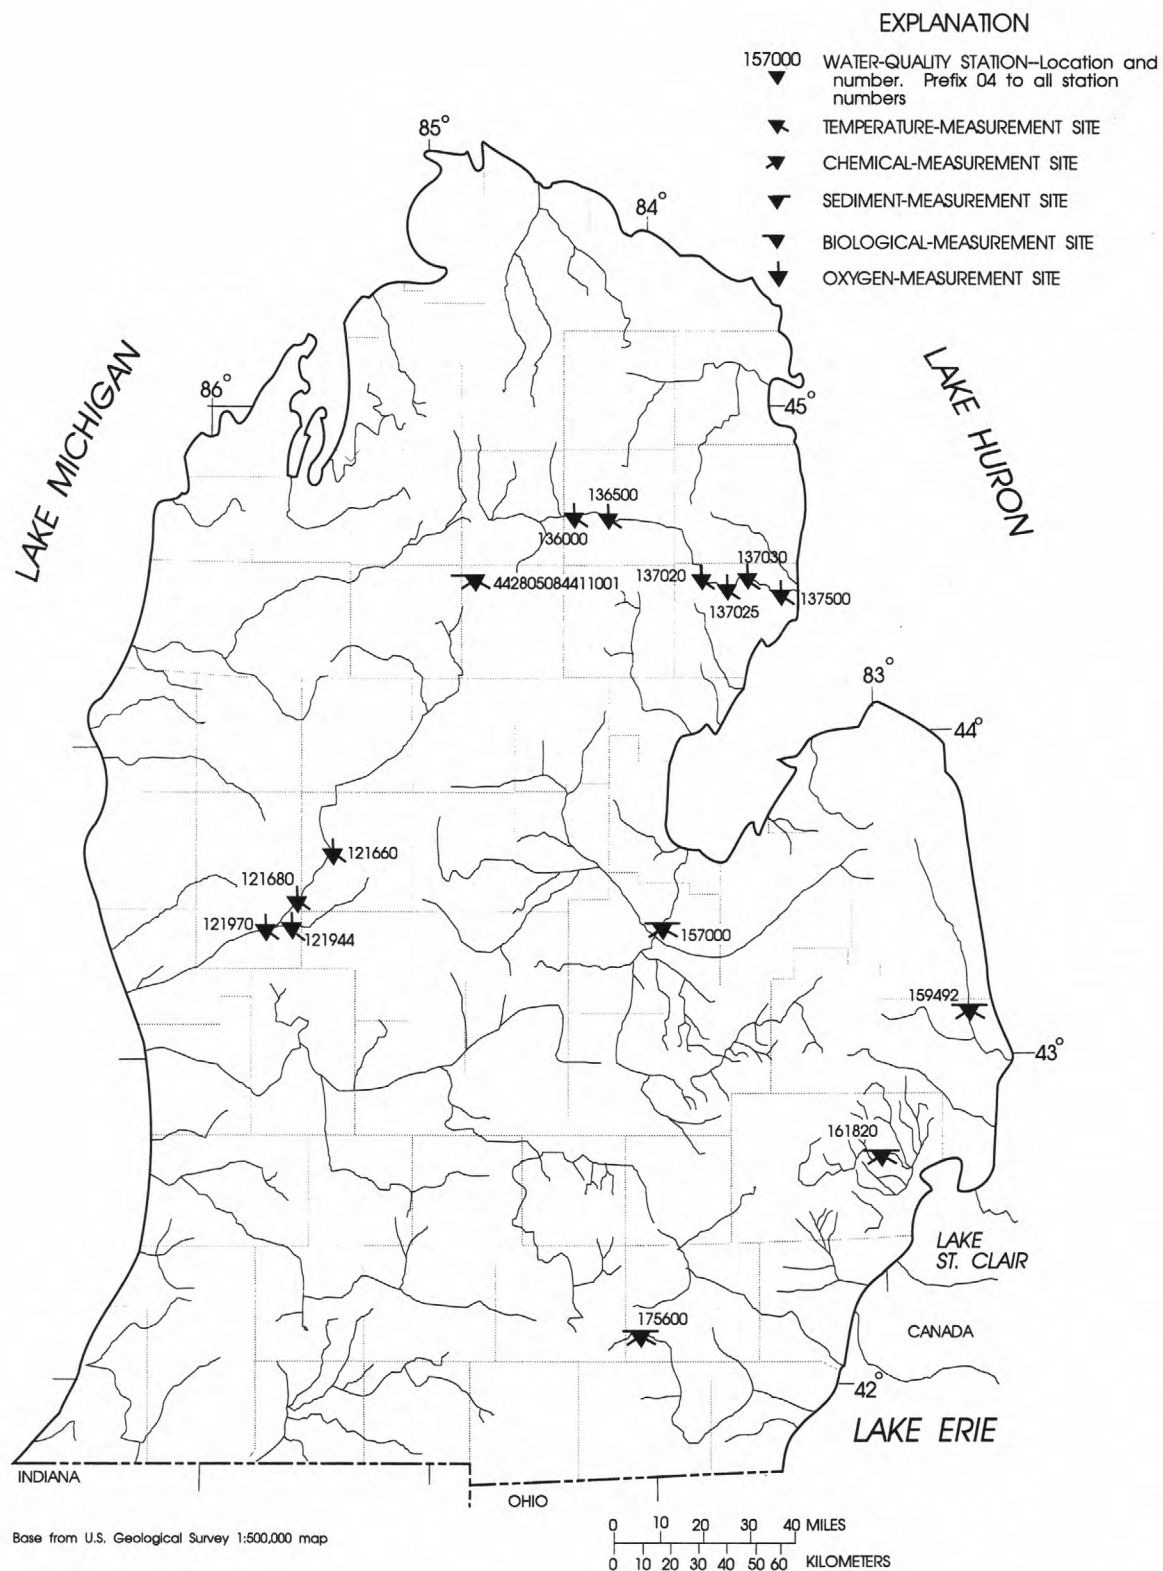 EXPLANATION
157000
WATER-QUALITY STATION--Location and
number. Prefix 04 to all station
numbers
TEMPERATURE-MEASUREMENT SITE
CHEMICAL-MEASUREMENT SITE
SEDIMENT-MEASUREMENT SITE
BIOLOGICAL-MEASUREMENT SITE
OXYGEN-MEASUREMENT SITE
85°
84°
86°
45°
LAKE MICHIGAN
LAKE HURON
136500
136000
137030
137020
442805084411001
137025
137500
83°
44°
121660
121680
121970
121944
157000
159492
43°
161820
LAKE
ST. CLAIR
175600
CANADA
42°
LAKE ERIE
INDIANA
OHIO
Base from U.S. Geological Survey 1:500,000 map
0 10 20 30 40 MILES
0 10 20 30 40 50 60 KILOMETERS